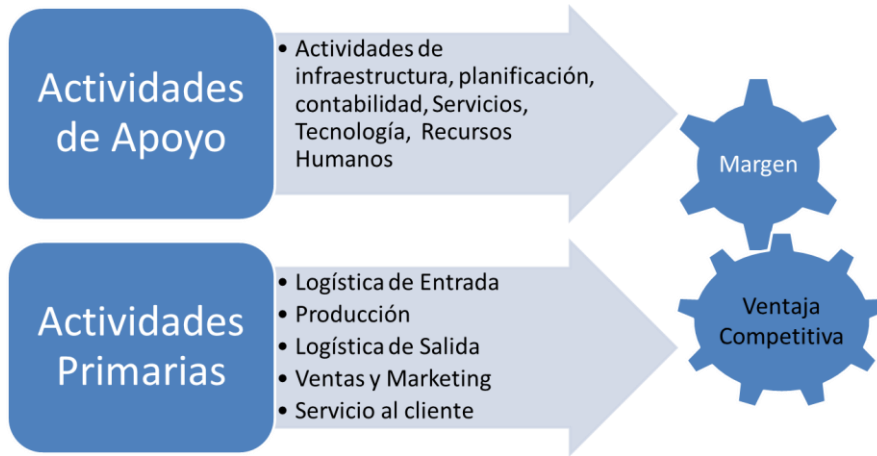 Actividades
de Apoyo
• Actividades de
infraestructura, planificación,
contabilidad, Servicios,
Tecnología, Recursos
Humanos
Margen
Actividades
Primarias
• Logística de Entrada
• Producción
• Logística de Salida
• Ventas y Marketing
• Servicio al cliente
Ventaja
Competitiva